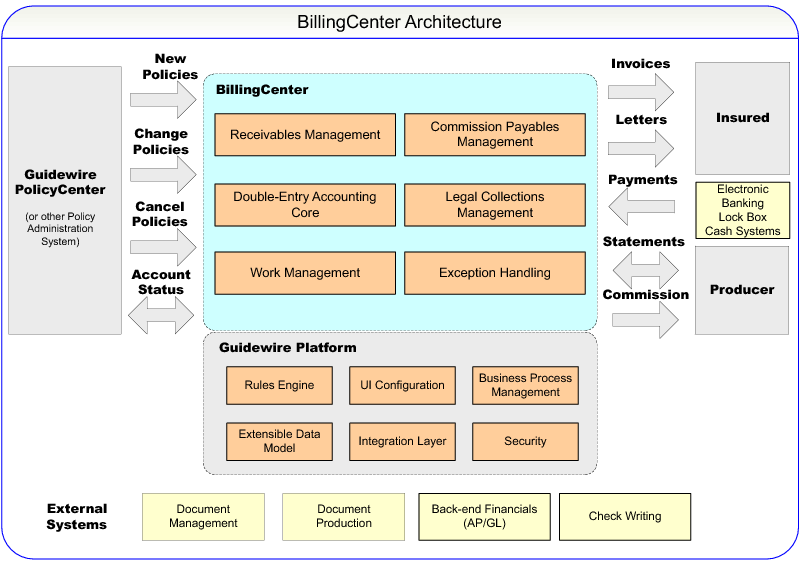 BillingCenter Architecture
Guidewire
PolicyCenter
(or other Policy
Administration
System)
New
Policies
Change
Policies
Cancel
Policies
Account
Status
BillingCenter
Receivables Management
Commission Payables
Management
Double-Entry Accounting
Core
Legal Collections
Management
Work Management
Exception Handling
Guidewire Platform
Rules Engine
UI Configuration
Business Process
Management
Extensible Data
Model
Integration Layer
Security
Invoices
Letters
Payments
Statements
Commission
Insured
Electronic
Banking
Lock Box
Cash Systems
Producer
External
Systems
Document
Management
Document
Production
Back-end Financials
(AP/GL)
Check Writing